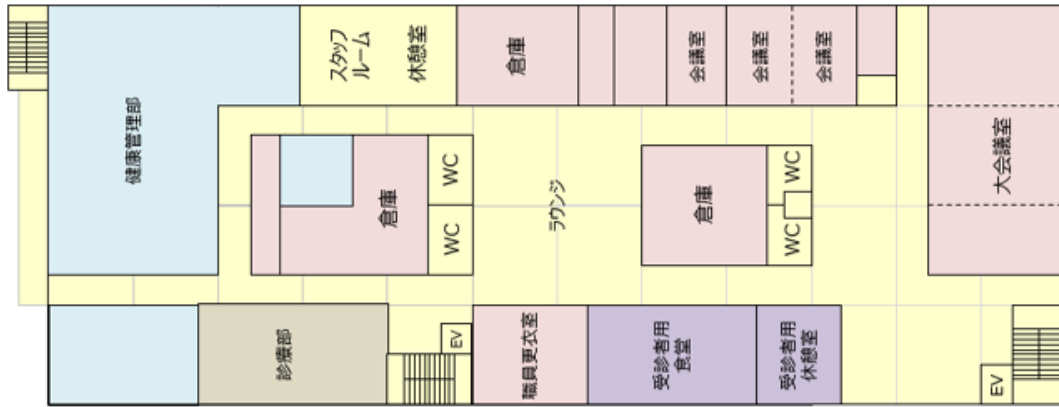 スタッフ
ルーム
休憩室
倉庫
会議室
会議室
会議室
健康管理部
大会議室
倉庫
WC
WC
ラウンジ
倉庫
WC
WC
診療部
EV
職員更衣室
受診者用
食堂
受診者用
休憩室
EV